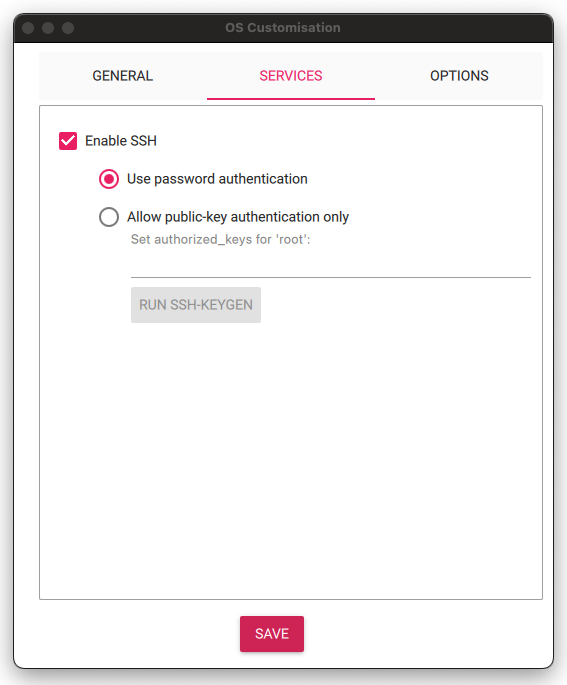 OS Customisation
GENERAL SERVICES OPTIONS
Enable SSH
Use password authentication
Allow public-key authentication only
Set authorized_keys for 'root':
RUN SSH-KEYGEN
SAVE